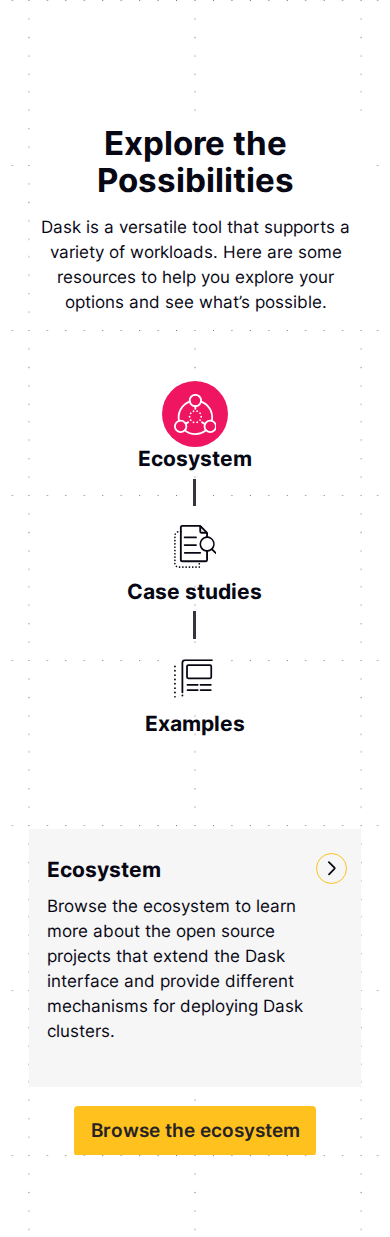 Explore the
Possibilities
Dask is a versatile tool that supports a
variety of workloads. Here are some
resources to help you explore your
options and see what’s possible.
Ecosystem
Case studies
Examples
Ecosystem
Browse the ecosystem to learn
more about the open source
projects that extend the Dask
interface and provide different
mechanisms for deploying Dask
clusters.
Browse the ecosystem